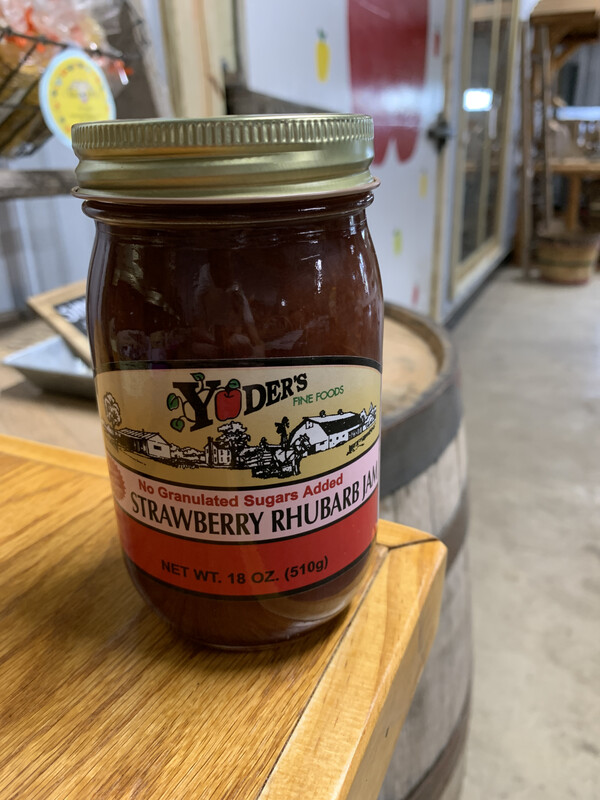 YODER'S
FINE FOODS
No Granulated Sugars Added
STRAWBERRY RHUBARB JAM
NET WT. 18 OZ. (510g)